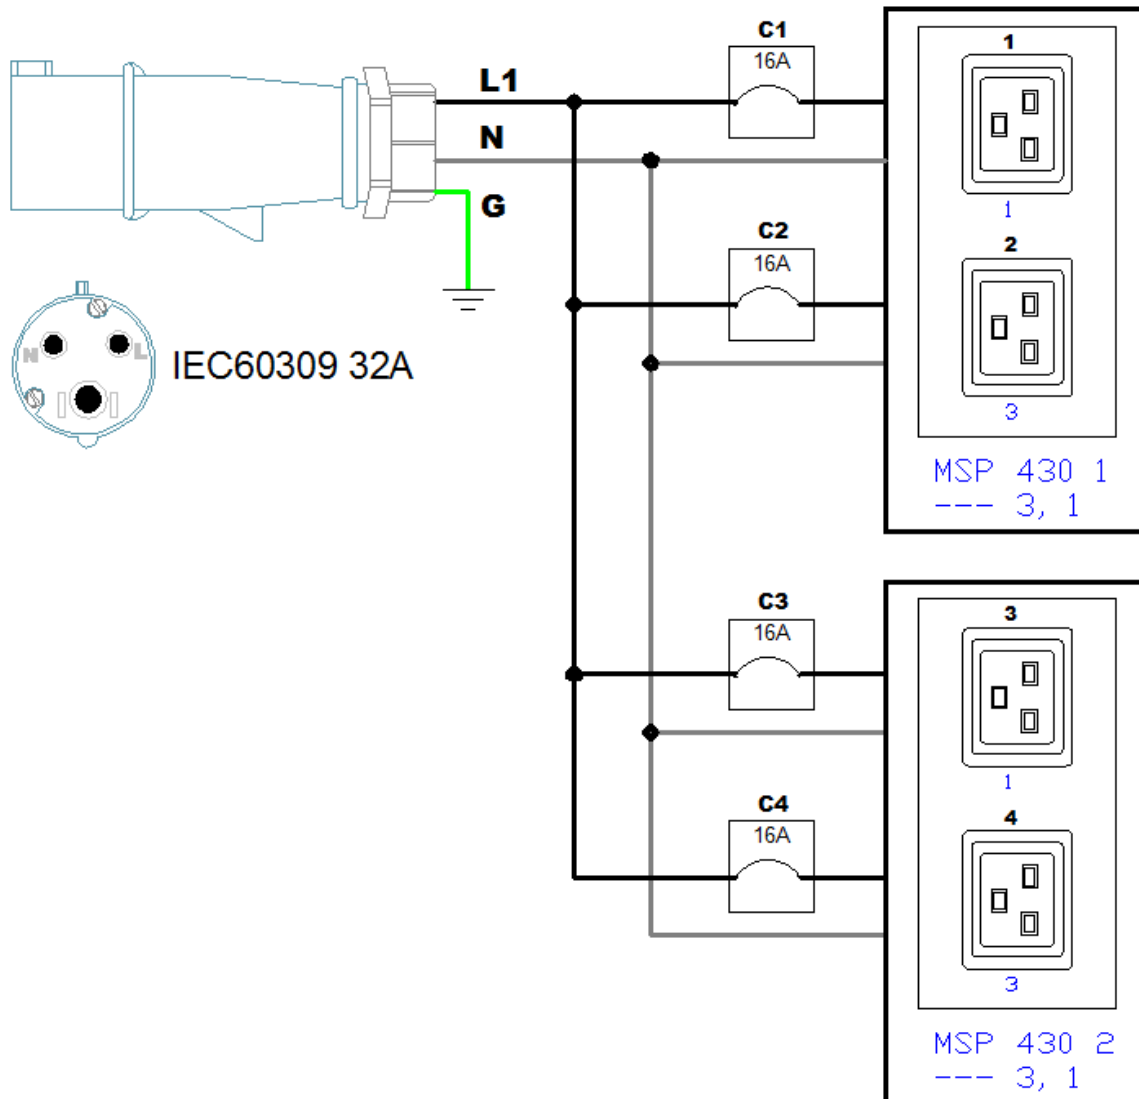 C1
16A
1
L1
N
1
G
C2
16A
2
N
L
IEC60309 32A
3
MSP 430 1
--- 3, 1
C3
16A
3
1
C4
16A
4
3
MSP 430 2
--- 3, 1